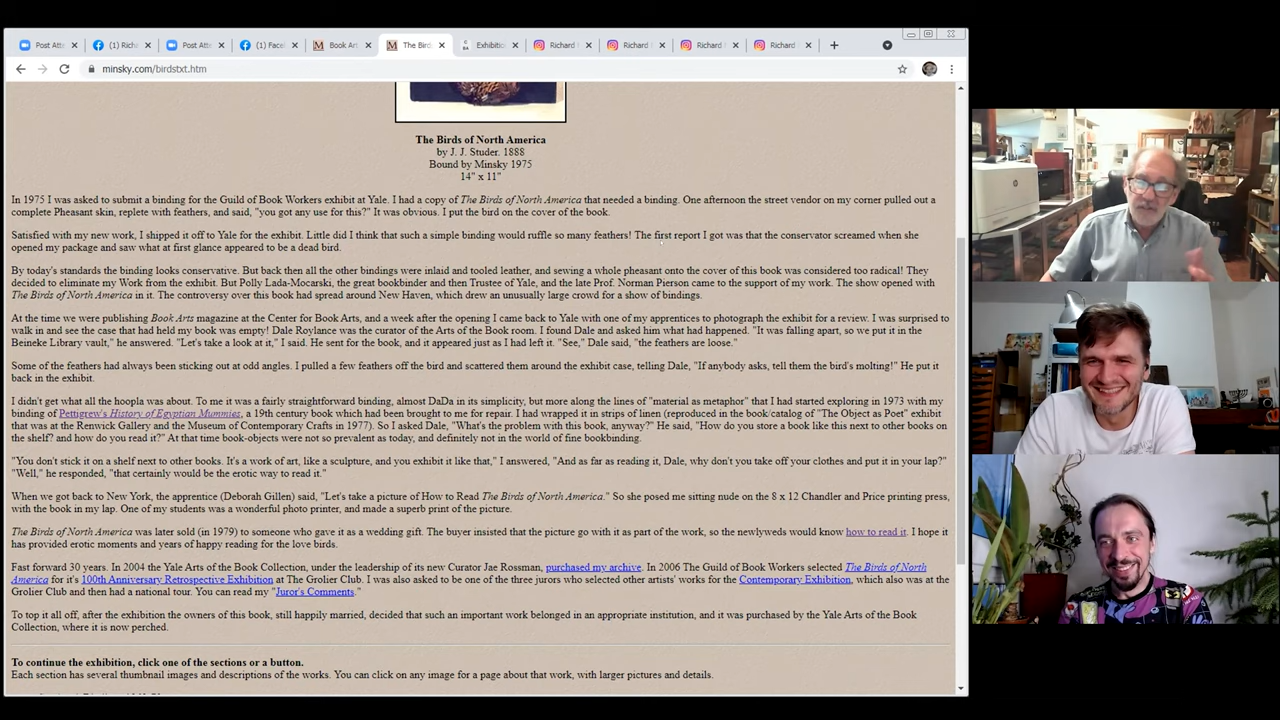 Post Atte
(1) Richa
Post Atte
(1) Facel
Book Art
The Bird
Exhibition
Richard
Richard
Richard
Richard
minsky.com/birdstxt.htm
The Birds of North America
by J. J. Studer. 1888
Bound by Minsky 1975
14" x 11"
In 1975 I was asked to submit a binding for the Guild of Book Workers exhibit at Yale. I had a copy of The Birds of North America that needed a binding. One afternoon the street vendor on my corner pulled out a
complete Pheasant skin, replete with feathers, and said, "you got any use for this?" It was obvious. I put the bird on the cover of the book.
Satisfied with my new work, I shipped it off to Yale for the exhibit. Little did I think that such a simple binding would ruffle so many feathers! The first report I got was that the conservator screamed when she
opened my package and saw what at first glance appeared to be a dead bird.
By today's standards the binding looks conservative. But back then all the other bindings were inlaid and tooled leather, and sewing a whole pheasant onto the cover of this book was considered too radical! They
decided to eliminate my Work from the exhibit. But Polly Lada-Mocarski, the great bookbinder and then Trustee of Yale, and the late Prof. Norman Pierson came to the support of my work. The show opened with
The Birds of North America in it. The controversy over this book had spread around New Haven, which drew an unusually large crowd for a show of bindings.
At the time we were publishing Book Arts magazine at the Center for Book Arts, and a week after the opening I came back to Yale with one of my apprentices to photograph the exhibit for a review. I was surprised to
walk in and see the case that had held my book was empty! Dale Roylance was the curator of the Arts of the Book room. I found Dale and asked him what had happened. "It was falling apart, so we put it in the
Beineke Library vault," he answered. "Let's take a look at it," I said. He sent for the book, and it appeared just as I had left it. "See," Dale said, "the feathers are loose."
Some of the feathers had always been sticking out at odd angles. I pulled a few feathers off the bird and scattered them around the exhibit case, telling Dale, "If anybody asks, tell them the bird's molting!" He put it
back in the exhibit.
I didn't get what all the hoopla was about. To me it was a fairly straightforward binding, almost DaDa in its simplicity, but more along the lines of "material as metaphor" that I had started exploring in 1973 with my
binding of Pettigrew's History of Egyptian Mummies, a 19th century book which had been brought to me for repair. I had wrapped it in strips of linen (reproduced in the book/catalog of "The Object as Poet" exhibit
that was at the Renwick Gallery and the Museum of Contemporary Crafts in 1977). So I asked Dale, "What's the problem with this book, anyway?" He said, "How do you store a book like this next to other books on
the shelf? and how do you read it?" At that time book-objects were not so prevalent as today, and definitely not in the world of fine bookbinding.
"You don't stick it on a shelf next to other books. It's a work of art, like a sculpture, and you exhibit it like that," I answered, "And as far as reading it, Dale, why don't you take off your clothes and put it in your lap?"
"Well," he responded, "that certainly would be the erotic way to read it."
When we got back to New York, the apprentice (Deborah Gillen) said, "Let's take a picture of How to Read The Birds of North America." So she posed me sitting nude on the 8 x 12 Chandler and Price printing press,
with the book in my lap. One of my students was a wonderful photo printer, and made a superb print of the picture.
The Birds of North America was later sold (in 1979) to someone who gave it as a wedding gift. The buyer insisted that the picture go with it as part of the work, so the newlyweds would know how to read it. I hope it
has provided erotic moments and years of happy reading for the love birds.
Fast forward 30 years. In 2004 the Yale Arts of the Book Collection, under the leadership of its new Curator Jae Rossman, purchased my archive. In 2006 The Guild of Book Workers selected The Birds of North
America for it's 100th Anniversary Retrospective Exhibition at The Grolier Club. I was also asked to be one of the three jurors who selected other artists' works for the Contemporary Exhibition, which also was at the
Grolier Club and then had a national tour. You can read my "Juror's Comments."
To top it all off, after the exhibition the owners of this book, still happily married, decided that such an important work belonged in an appropriate institution, and it was purchased by the Yale Arts of the Book
Collection, where it is now perched.
To continue the exhibition, click one of the sections or a button.
Each section has several thumbnail images and descriptions of the works. You can click on any image for a page about that work, with larger pictures and details.